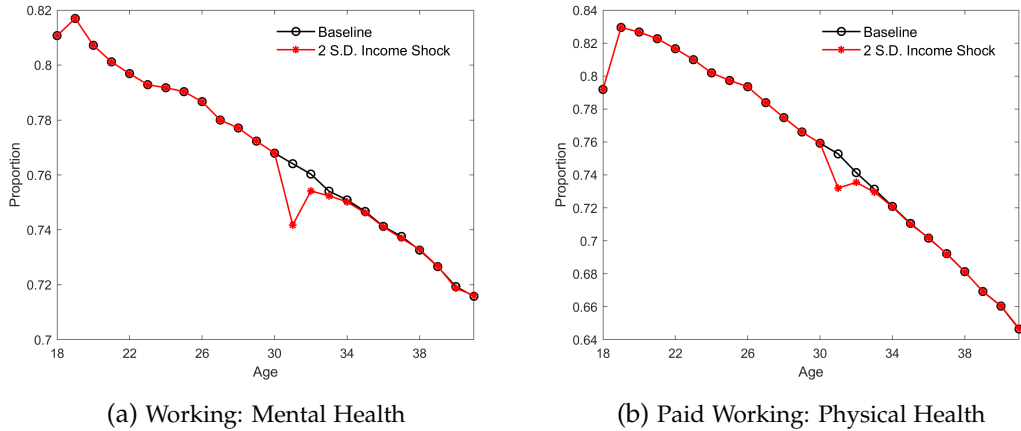 0.82
0.8
0.78
0.76
0.74
0.72
0.7
Proportion
18 22 26 30 34 38
Age
Baseline
2 S.D. Income Shock
(a) Working: Mental Health
0.84
0.82
0.8
0.78
0.76
0.74
0.72
0.7
0.68
0.66
0.64
Proportion
18 22 26 30 34 38
Age
Baseline
2 S.D. Income Shock
(b) Paid Working: Physical Health